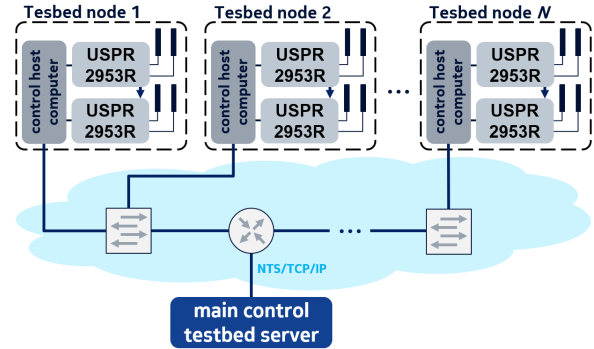 Tesbed node 1
Tesbed node 2
Tesbed node N
control host
computer
USPR
2953R
USPR
2953R
control host
computer
USPR
2953R
USPR
2953R
...
control host
computer
USPR
2953R
USPR
2953R
...
NTS/TCP/IP
main control
testbed server